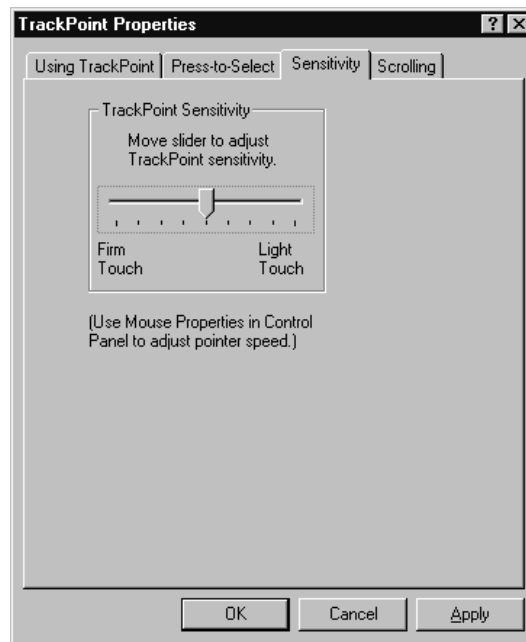 TrackPoint Properties
Using TrackPoint Press-to-Select Sensitivity Scrolling
TrackPoint Sensitivity
Move slider to adjust
TrackPoint sensitivity.
Firm Light
Touch Touch
(Use Mouse Properties in Control
Panel to adjust pointer speed.)
OK Cancel Apply